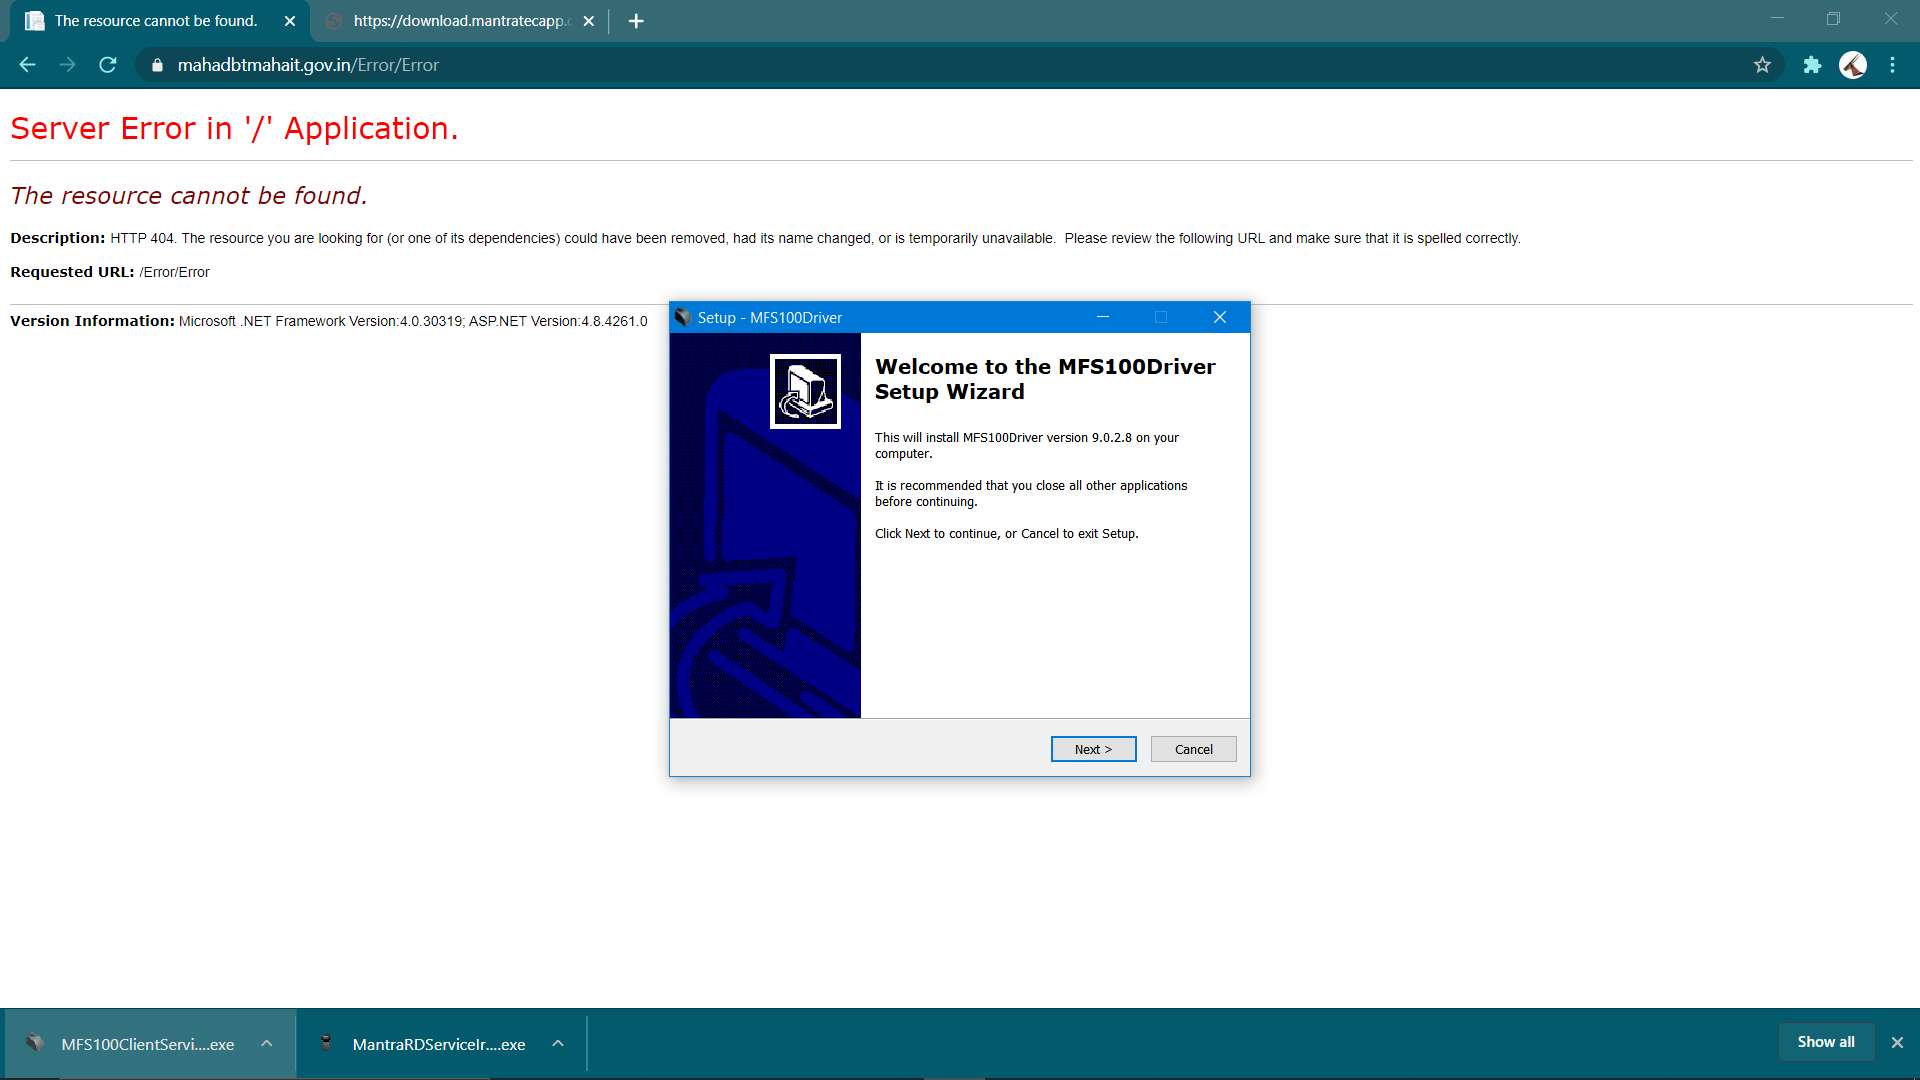 The resource cannot be found.
https://download.mantratecapp.c
mahadbtmahait.gov.in/Error/Error
Server Error in '/' Application.
The resource cannot be found.
Description: HTTP 404. The resource you are looking for (or one of its dependencies) could have been removed, had its name changed, or is temporarily unavailable.  Please review the following URL and make sure that it is spelled correctly.
Requested URL: /Error/Error
Version Information: Microsoft .NET Framework Version:4.0.30319; ASP.NET Version:4.8.4261.0
Setup - MFS100Driver
Welcome to the MFS100Driver
Setup Wizard
This will install MFS100Driver version 9.0.2.8 on your
computer.
It is recommended that you close all other applications
before continuing.
Click Next to continue, or Cancel to exit Setup.
Next >
Cancel
MFS100ClientServi....exe
MantraRDServiceIr....exe
Show all